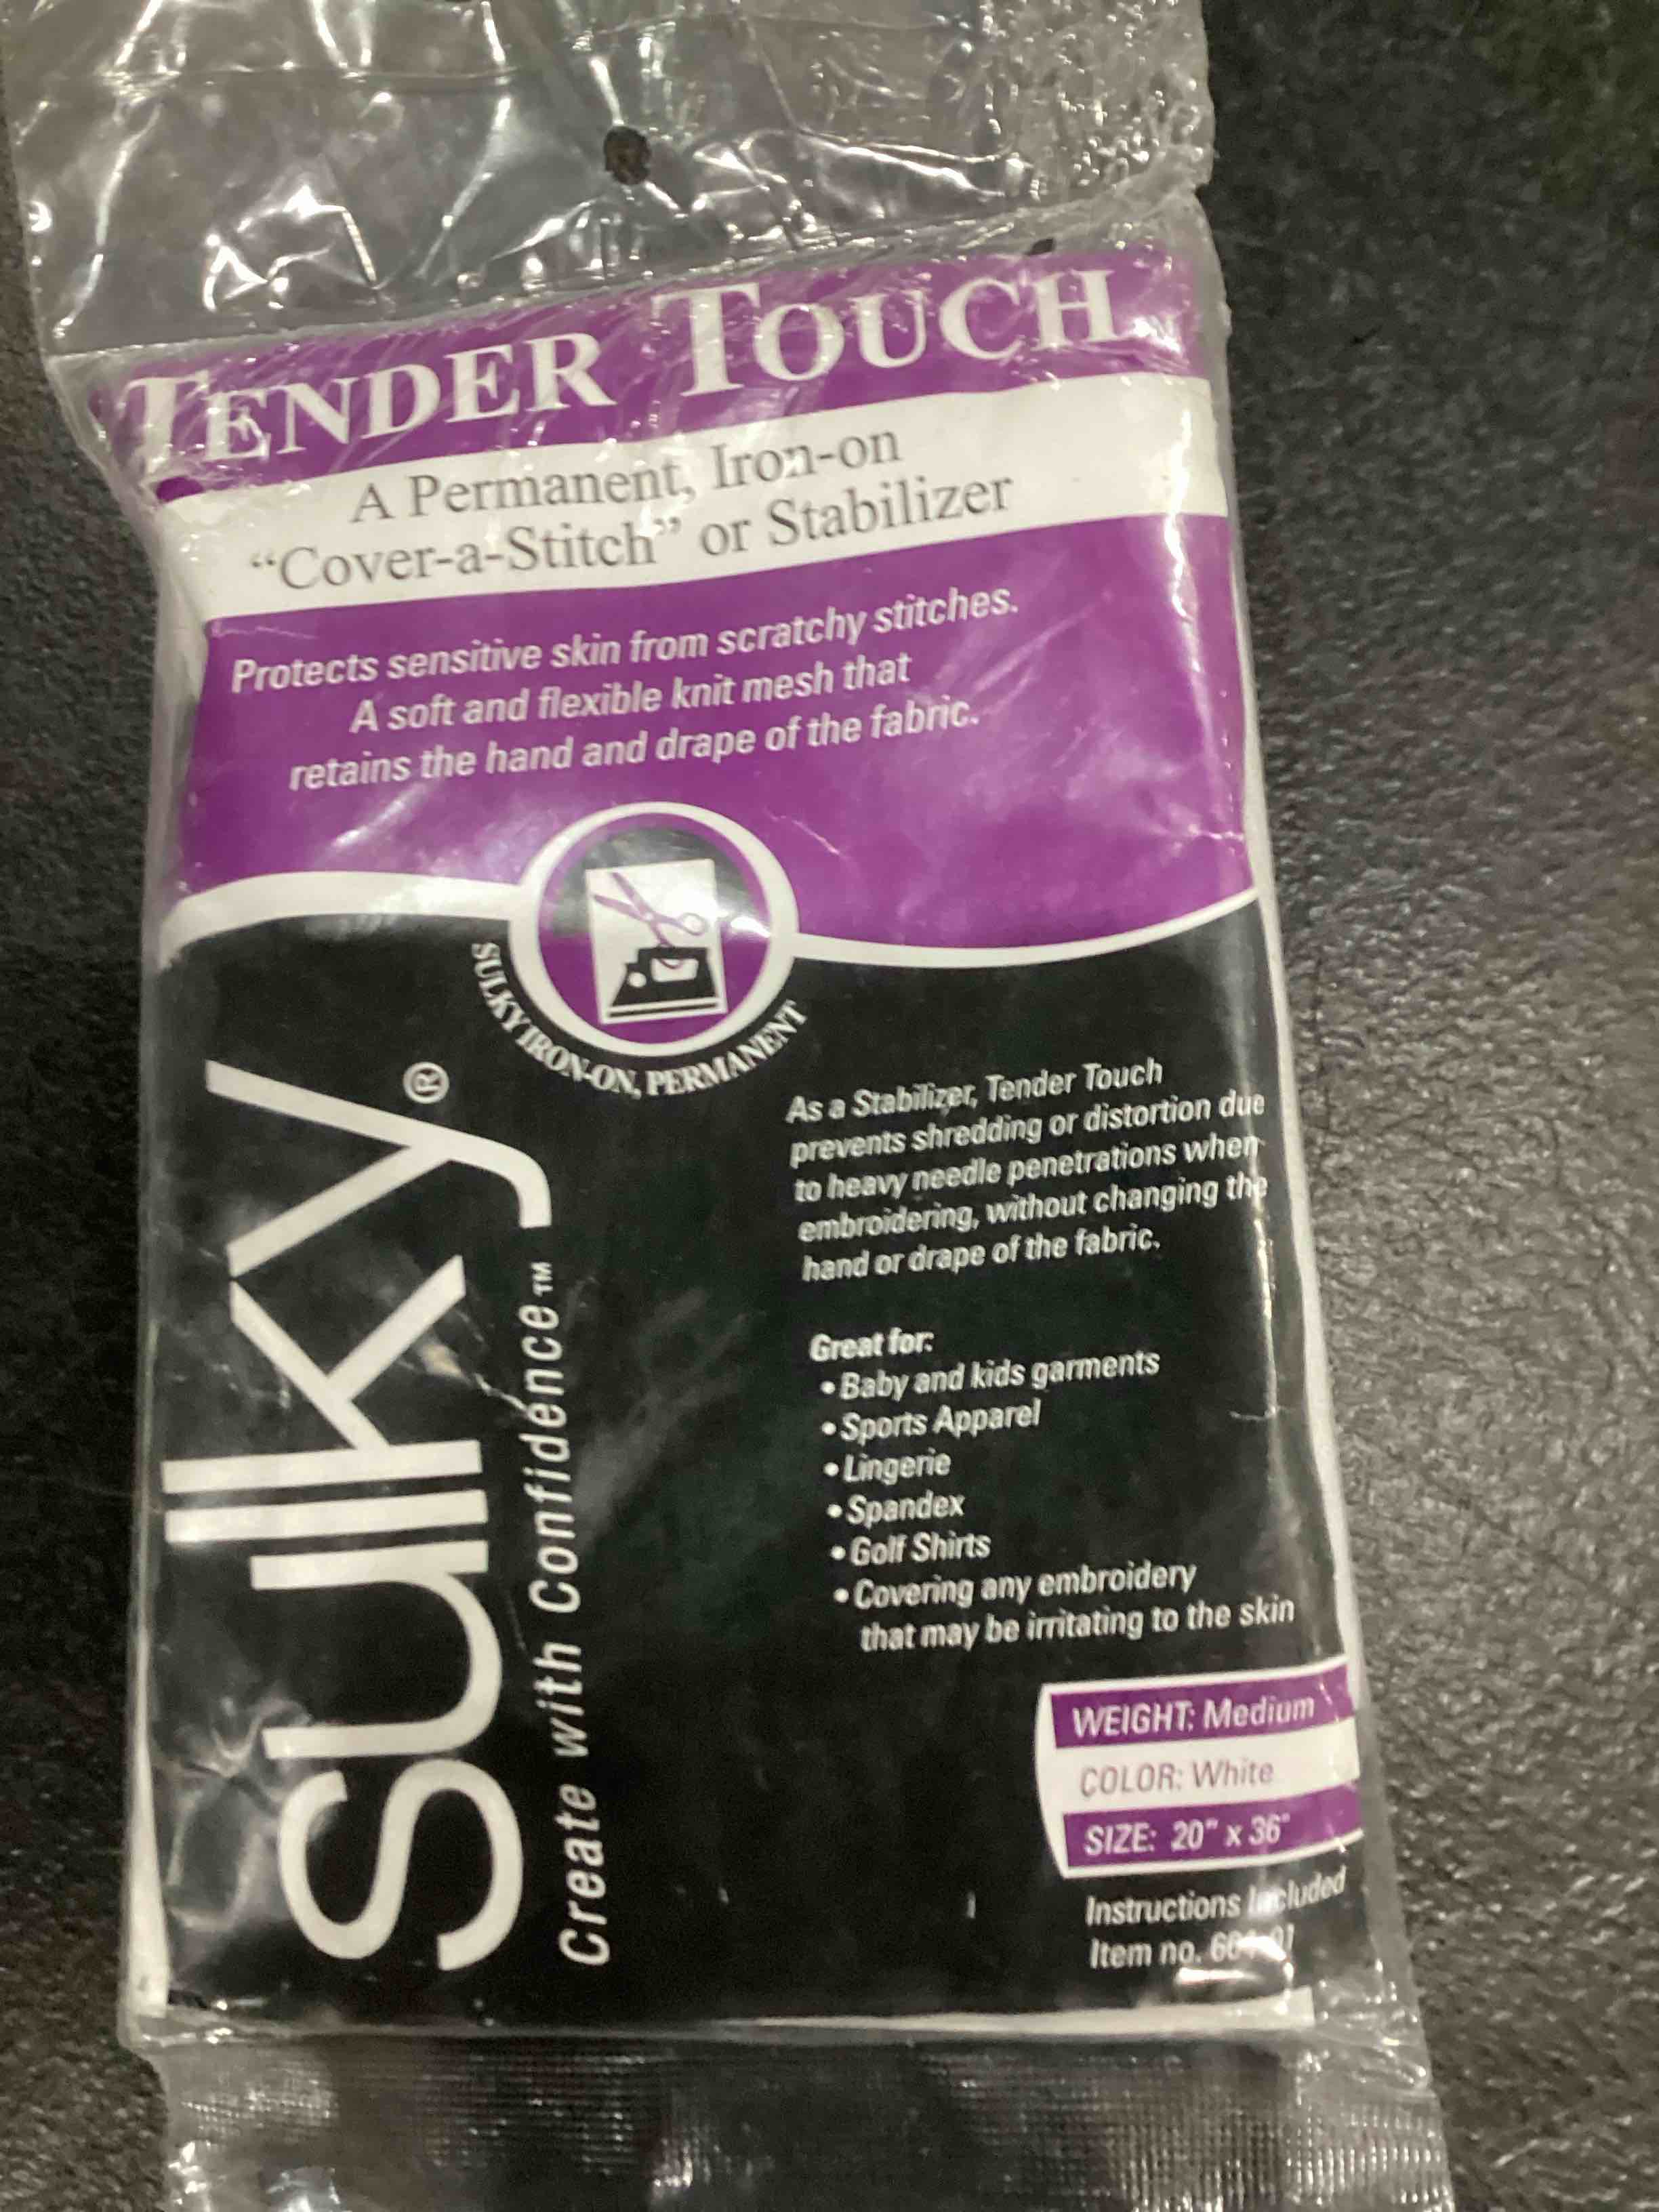 TENDER TOUCH
A Permanent, Iron-on
“Cover-a-Stitch” or Stabilizer
Protects sensitive skin from scratchy stitches.
A soft and flexible knit mesh that
retains the hand and drape of the fabric.
SULKY IRON-ON, PERMANENT
sulky®
Create with Confidence™
As a Stabilizer, Tender Touch
prevents shredding or distortion due
to heavy needle penetrations when
embroidering, without changing the
hand or drape of the fabric.
Great for:
• Baby and kids garments
• Sports Apparel
• Lingerie
• Spandex
• Golf Shirts
• Covering any embroidery
that may be irritating to the skin
WEIGHT: Medium
COLOR: White
SIZE: 20" x 36"
Instructions Included
Item no.